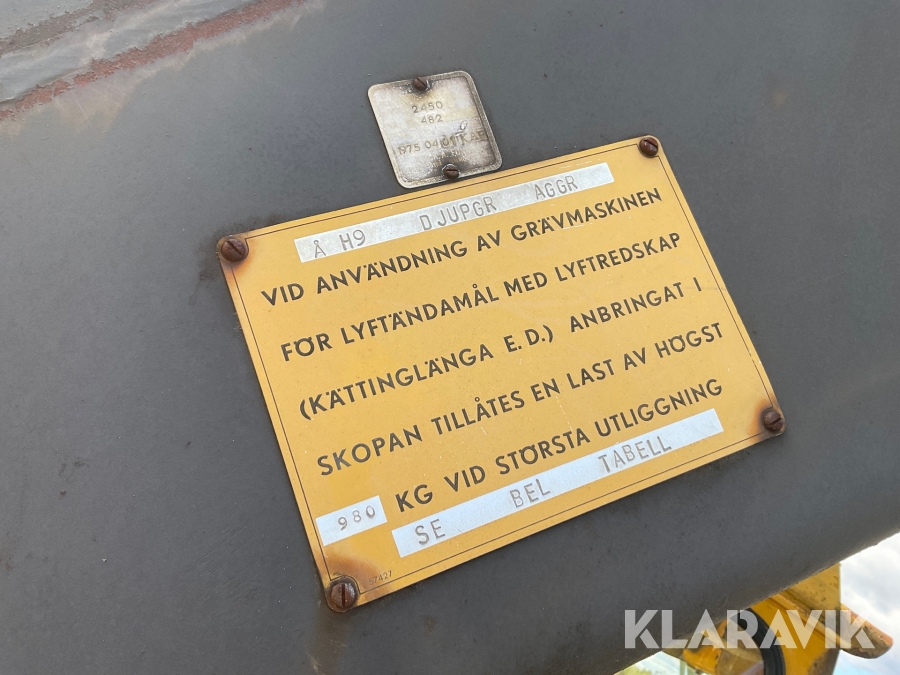 2450
482
1975 04
Å H9 DJUPGR AGGR
VID ANVÄNDNING AV GRÄVMASKINEN
FÖR LYFTÄNDAMÅL MED LYFTREDSKAP
(KÄTTINGLÄNGA E.D.) ANBRINGAT I
SKOPAN TILLÅTES EN LAST AV HÖGST
980 KG VID STÖRSTA UTLIGGNING
SE BEL TABELL
57427
KLARAVIK